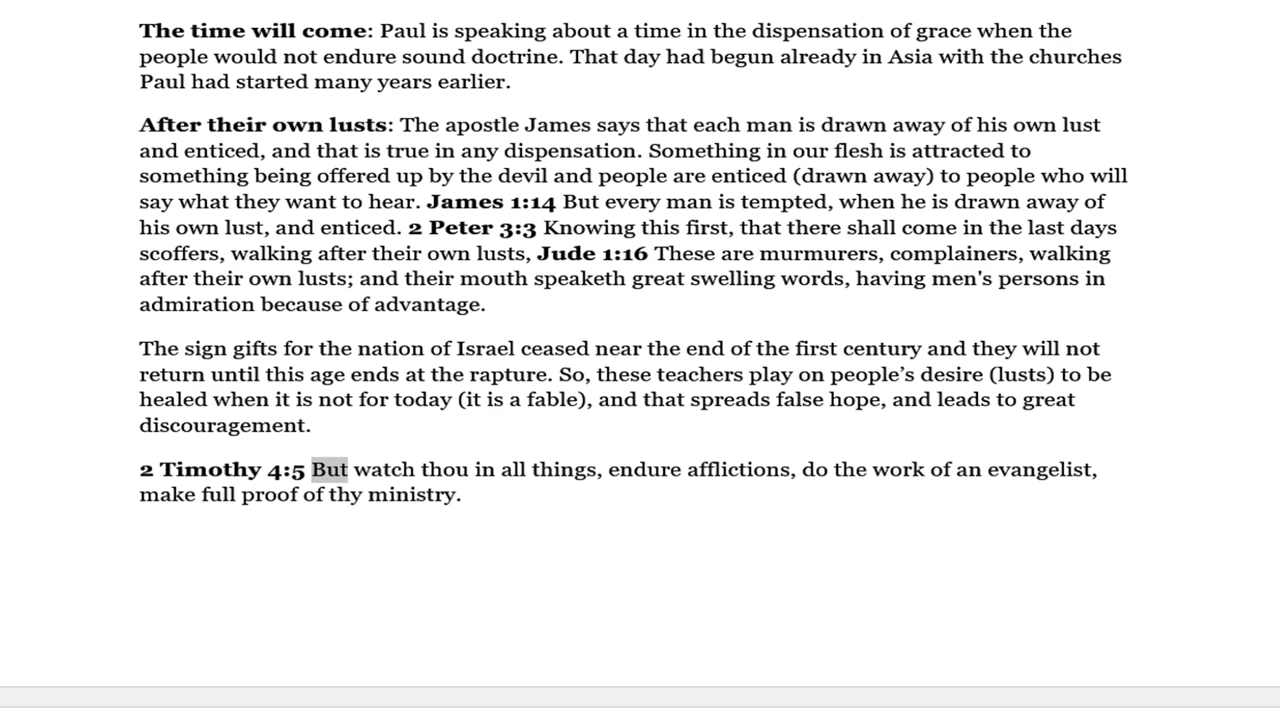 The time will come: Paul is speaking about a time in the dispensation of grace when the
people would not endure sound doctrine. That day had begun already in Asia with the churches
Paul had started many years earlier.
After their own lusts: The apostle James says that each man is drawn away of his own lust
and enticed, and that is true in any dispensation. Something in our flesh is attracted to
something being offered up by the devil and people are enticed (drawn away) to people who will
say what they want to hear. James 1:14 But every man is tempted, when he is drawn away of
his own lust, and enticed. 2 Peter 3:3 Knowing this first, that there shall come in the last days
scoffers, walking after their own lusts, Jude 1:16 These are murmurers, complainers, walking
after their own lusts; and their mouth speaketh great swelling words, having men's persons in
admiration because of advantage.
The sign gifts for the nation of Israel ceased near the end of the first century and they will not
return until this age ends at the rapture. So, these teachers play on people’s desire (lusts) to be
healed when it is not for today (it is a fable), and that spreads false hope, and leads to great
discouragement.
2 Timothy 4:5 But watch thou in all things, endure afflictions, do the work of an evangelist,
make full proof of thy ministry.